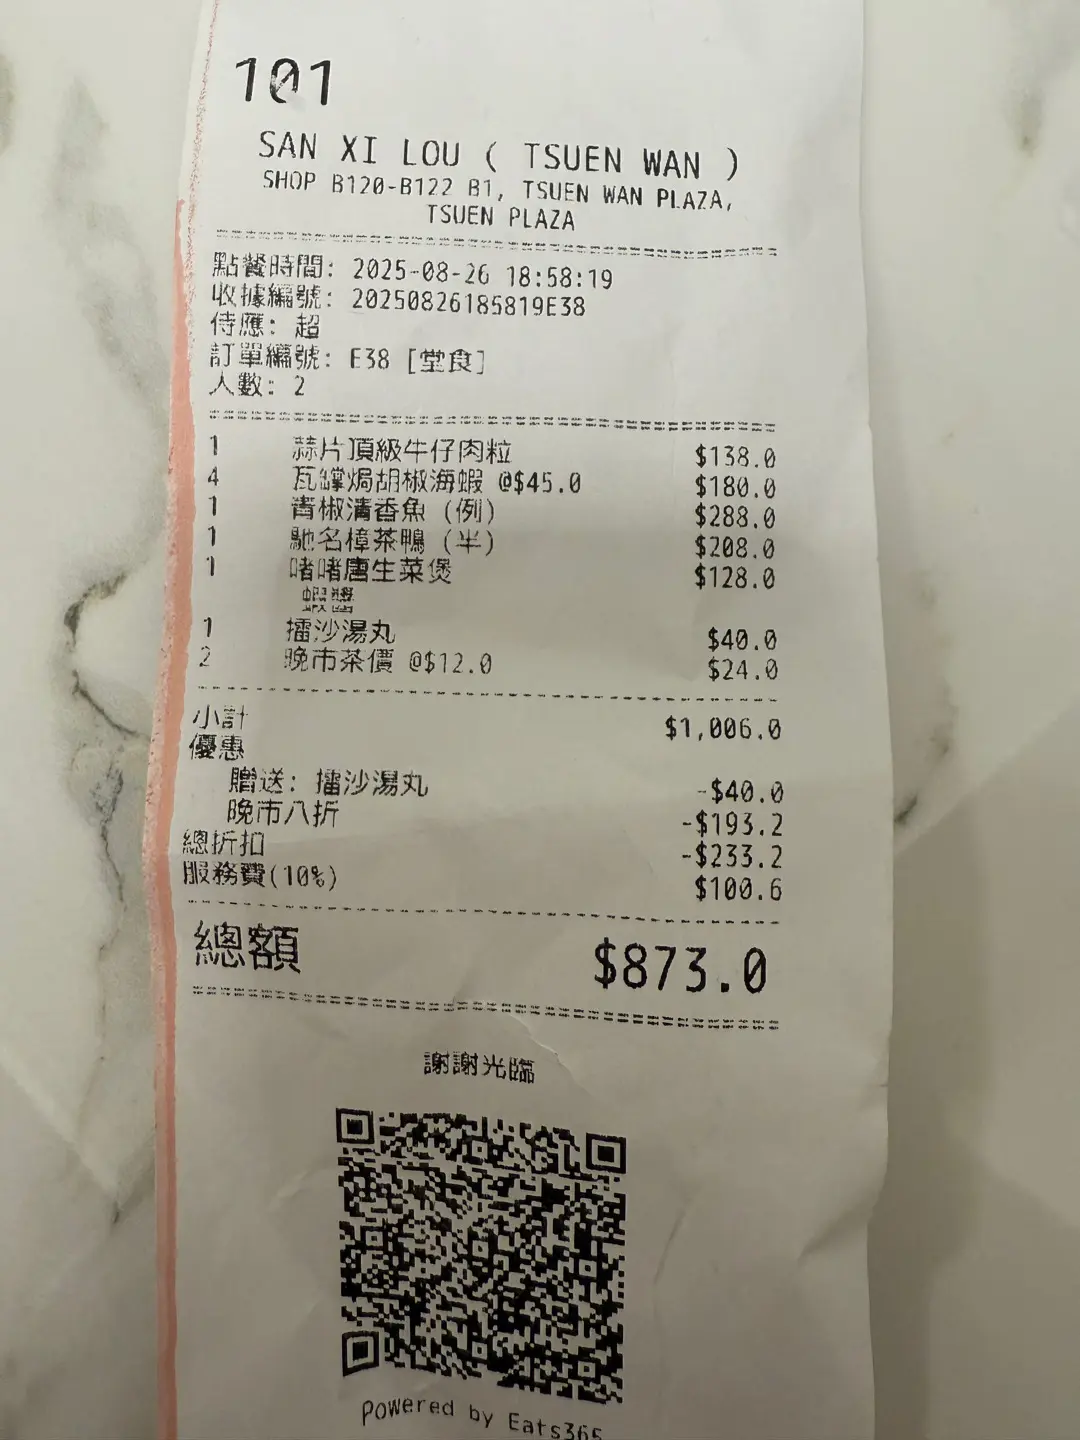 101
SAN XI LOU ( TSUEN WAN )
SHOP B120-B122 B1, TSUEN WAN PLAZA,
TSUEN PLAZA
點餐時間: 2025-08-26 18:58:19
收據編號: 20250826185819E38
侍應: 超
訂單編號: E38 [堂食]
人數: 2
1 蒜片頂級牛仔肉粒 $138.0
4 瓦罉焗胡椒海蝦 @$45.0 $180.0
1 青椒清香魚 (例) $288.0
1 馳名樟茶鴨 (半) $208.0
1 啫啫唐生菜煲 $128.0
蝦醬
1 擂沙湯丸 $40.0
2 晚市茶價 @$12.0 $24.0
小計 $1,006.0
優惠
贈送: 擂沙湯丸 -$40.0
晚市八折 -$193.2
總折扣 -$233.2
服務費(10%) $100.6
總額 $873.0
謝謝光臨
Powered by Eats365